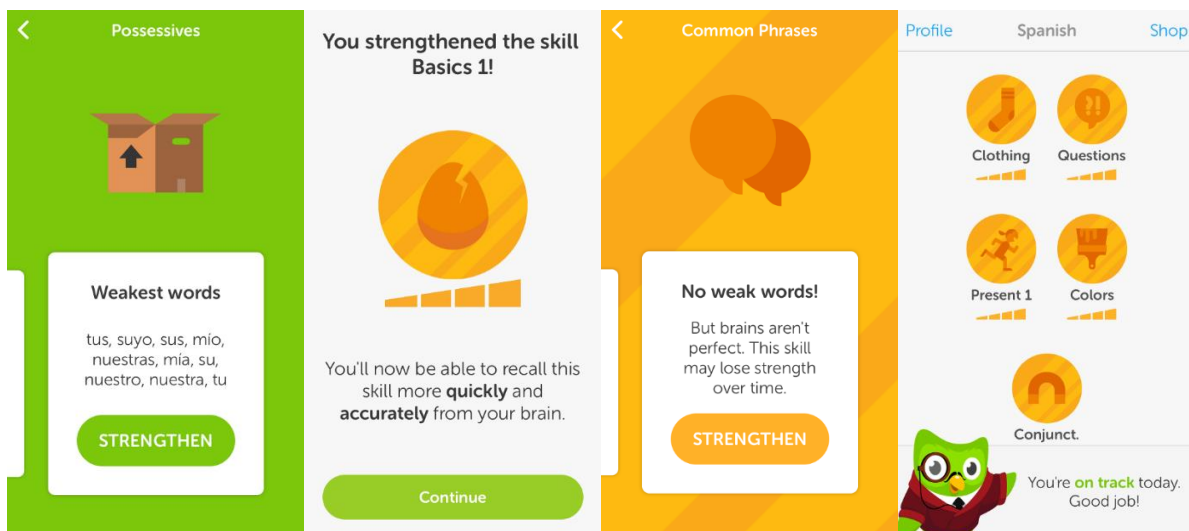 Possessives
Weakest words
tus, suyo, sus, mío,
nuestras, mía, su,
nuestro, nuestra, tu
STRENGTHEN
You strengthened the skill
Basics 1!
You'll now be able to recall this
skill more quickly and
accurately from your brain.
Continue
Common Phrases
No weak words!
But brains aren't
perfect. This skill
may lose strength
over time.
STRENGTHEN
Profile Spanish Shop
?!
Clothing Questions
Present 1 Colors
Conjunct.
You're on track today.
Good job!